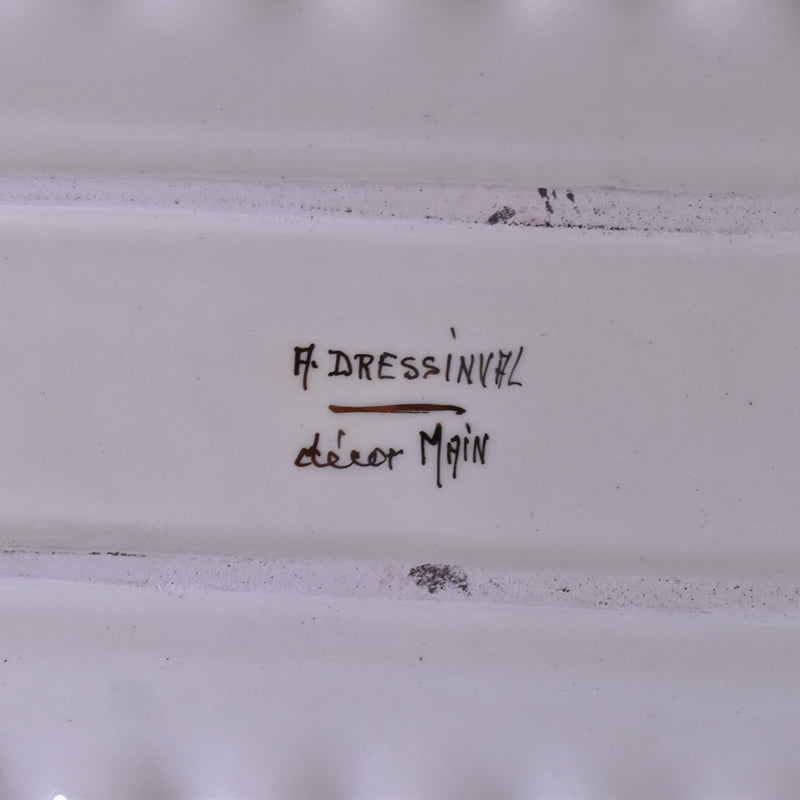 A. DRESSINVAL
décor MAIN